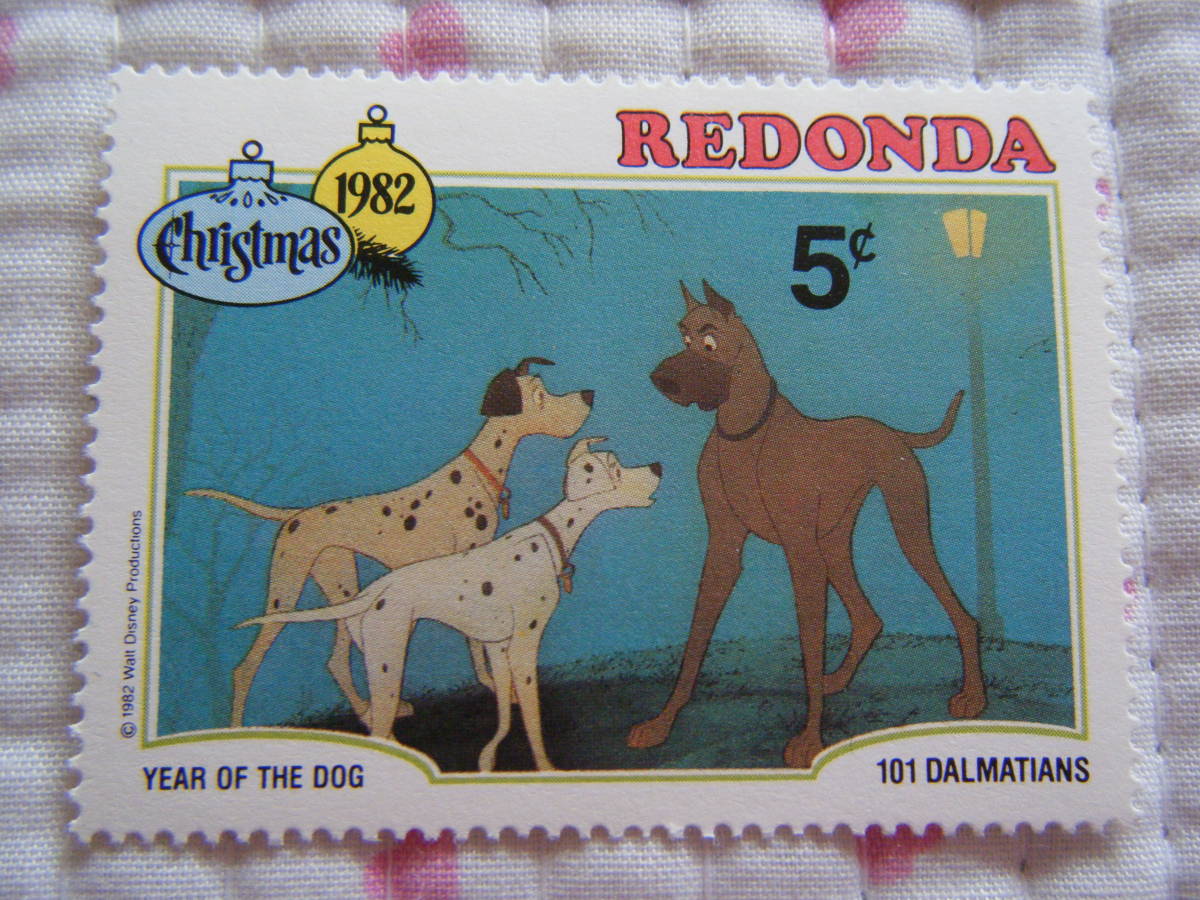 REDONDA
Christmas
1982
5¢
© 1982 Walt Disney Productions
YEAR OF THE DOG
101 DALMATIANS